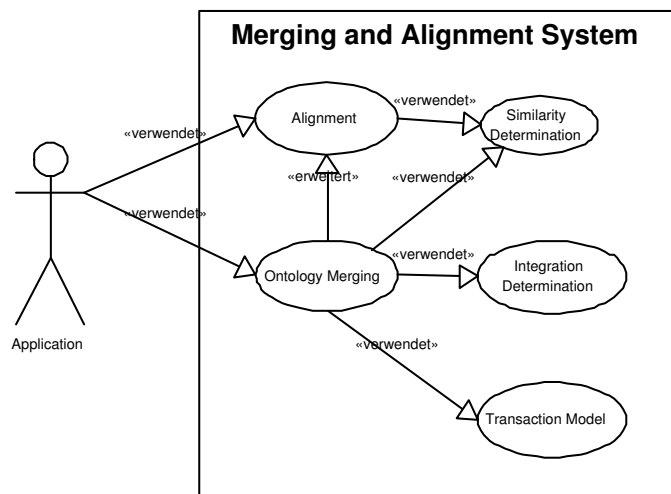 Merging and Alignment System
«verwendet»
Alignment
«verwendet»
Similarity
Determination
«erweitert»
«verwendet»
«verwendet»
Ontology Merging
«verwendet»
Integration
Determination
Application
«verwendet»
Transaction Model